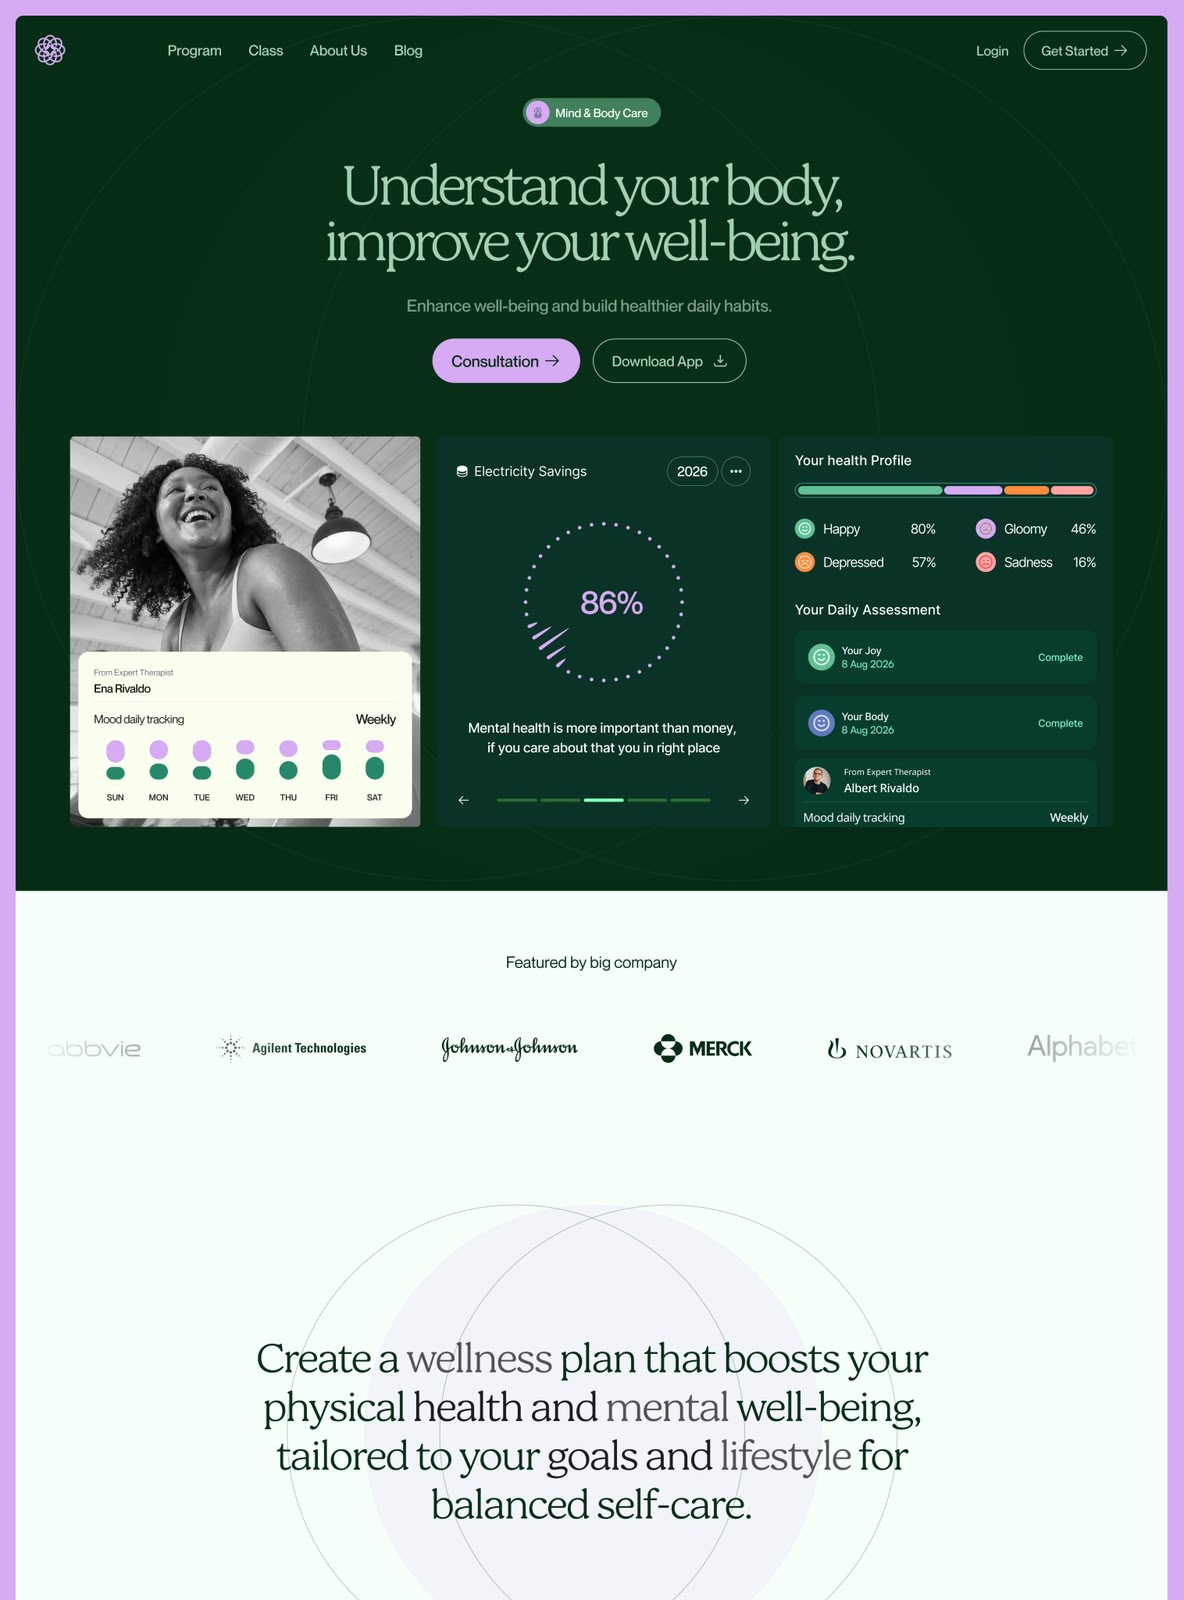 Program Class About Us Blog
Login Get Started
Mind & Body Care
Understand your body,
improve your well-being.
Enhance well-being and build healthier daily habits.
Consultation
Download App
From Expert Therapist
Ena Rivaldo
Mood daily tracking Weekly
SUN MON TUE WED THU FRI SAT
Electricity Savings 2026
86%
Mental health is more important than money,
if you care about that you in right place
Your health Profile
Happy 80% Gloomy 46%
Depressed 57% Sadness 16%
Your Daily Assessment
Your Joy
8 Aug 2026
Complete
Your Body
8 Aug 2026
Complete
From Expert Therapist
Albert Rivaldo
Mood daily tracking Weekly
Featured by big company
abbvie Agilent Technologies Johnson & Johnson MERCK NOVARTIS Alphabet
Create a wellness plan that boosts your
physical health and mental well-being,
tailored to your goals and lifestyle for
balanced self-care.